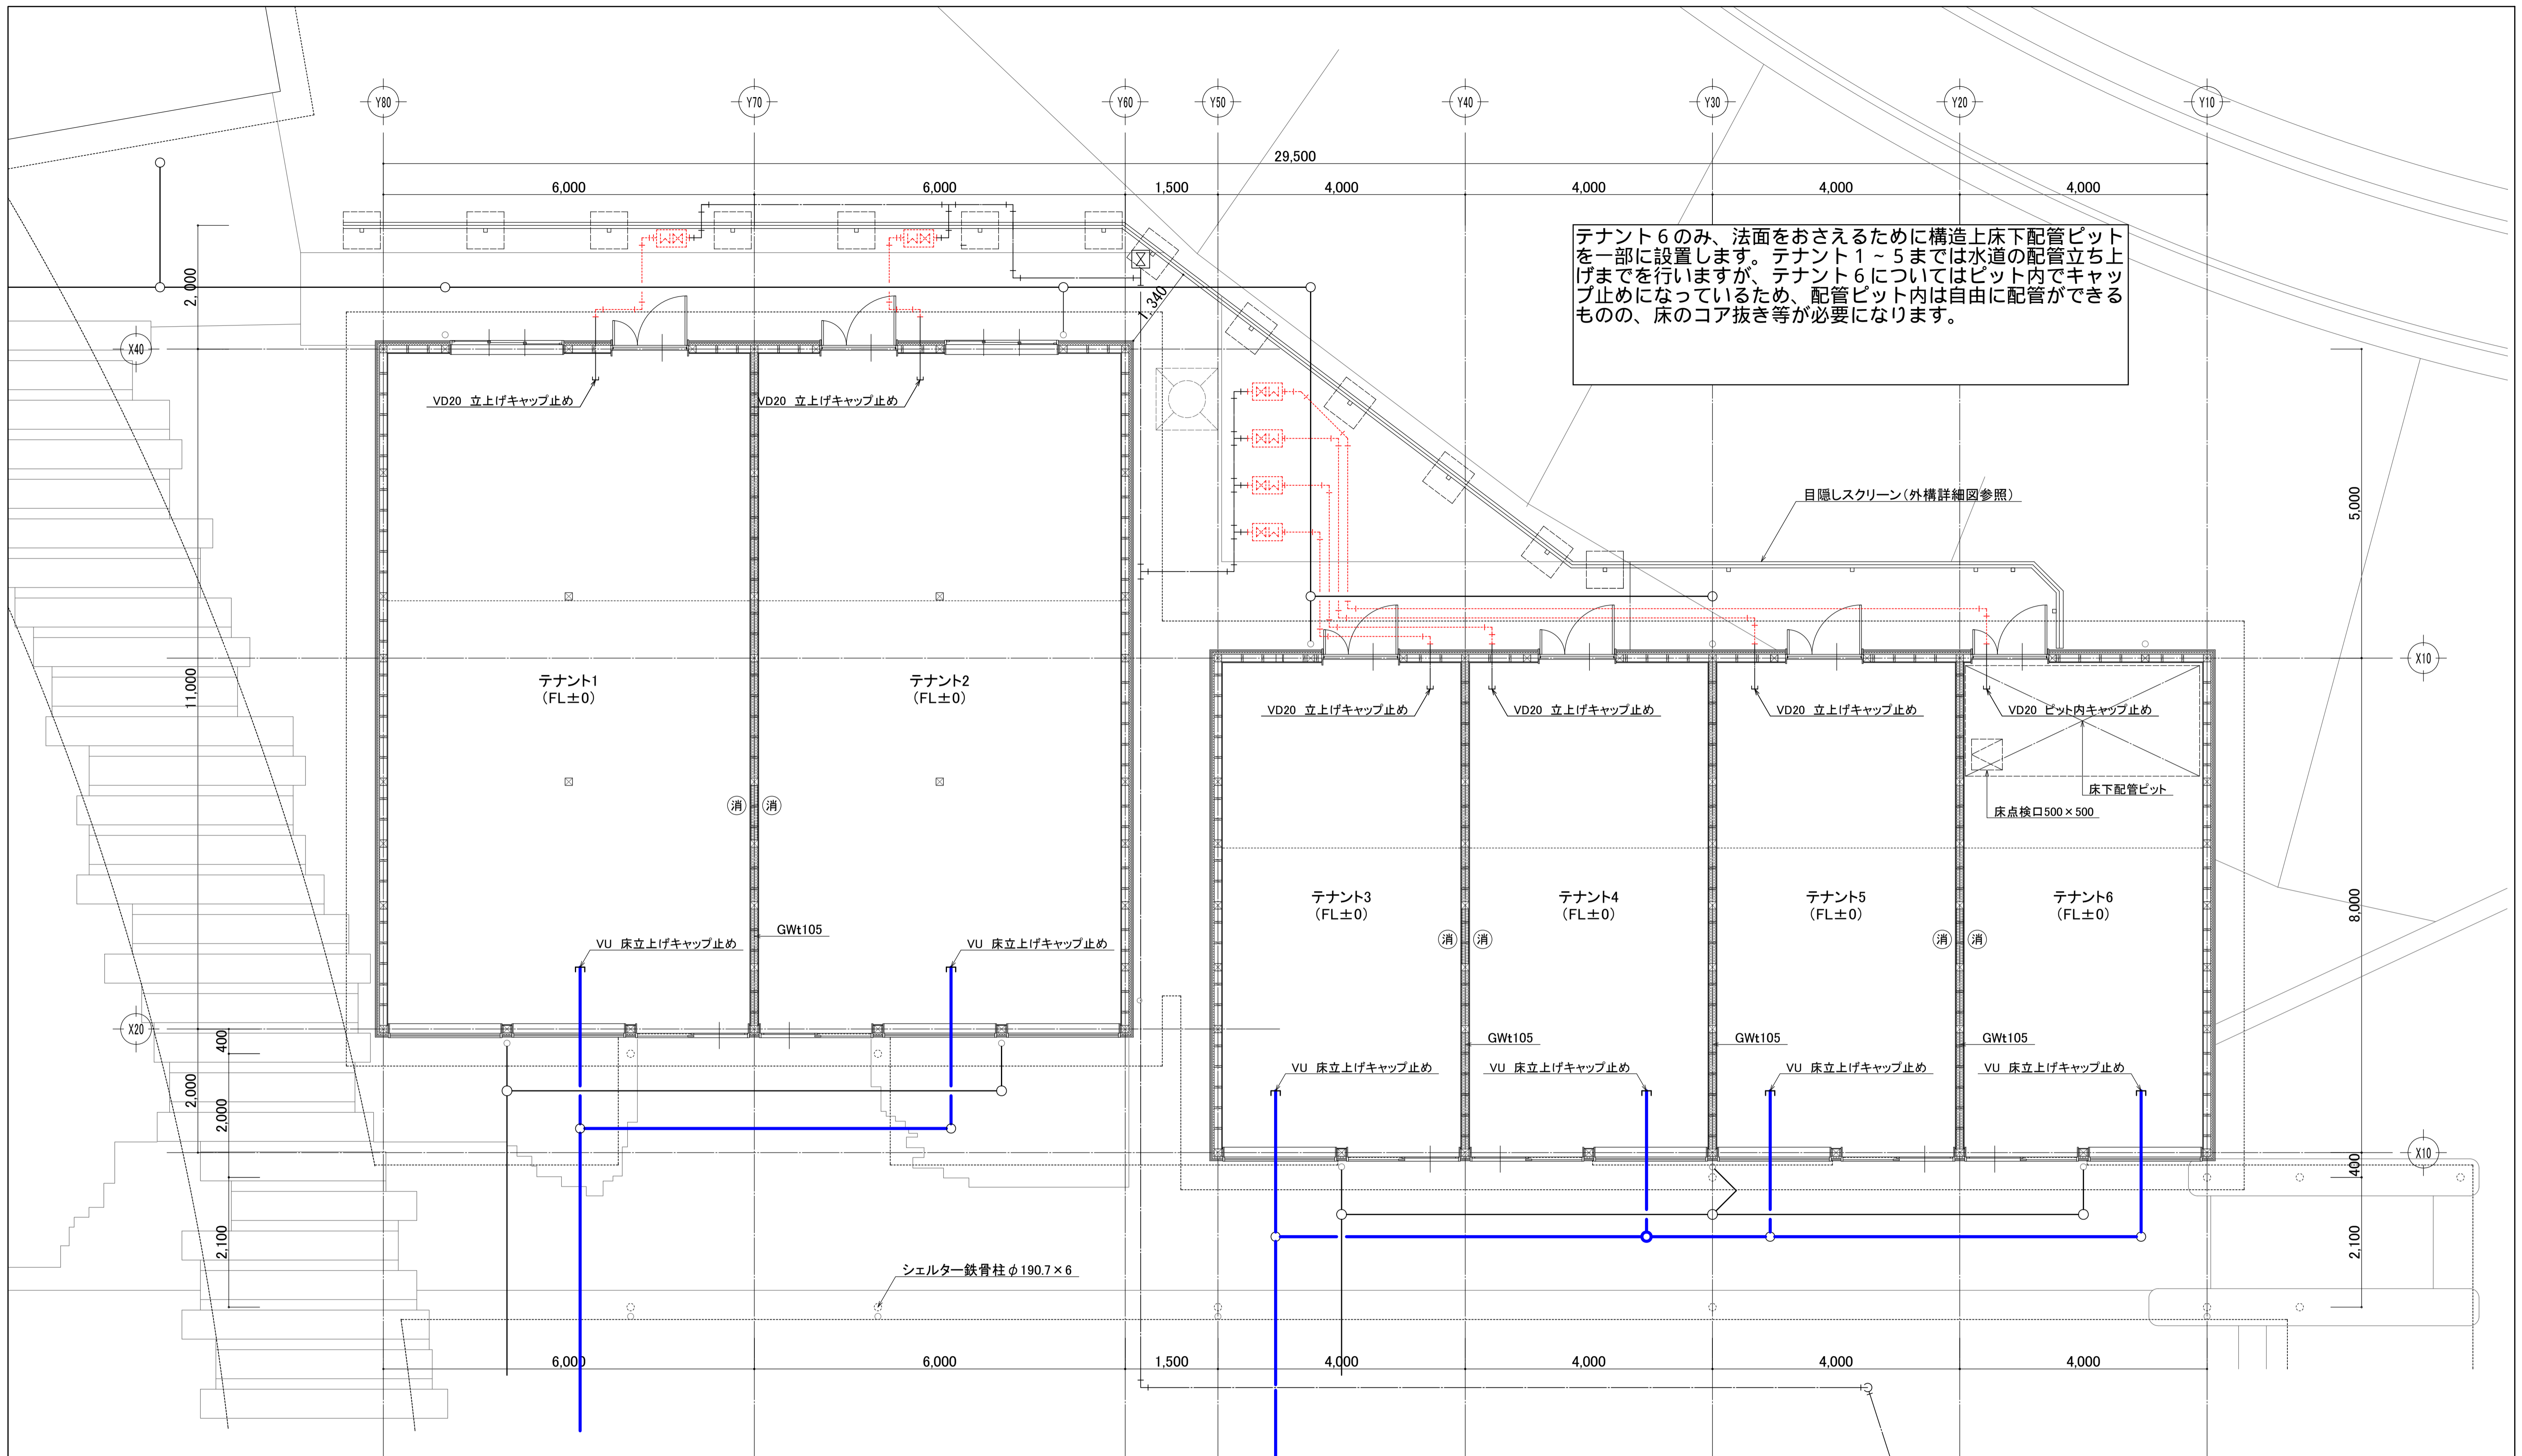 Y80
Y70
Y60
Y50
Y40
Y30
Y20
Y10
29,500
6,000
6,000
1,500
4,000
4,000
4,000
4,000
テナント6のみ、法面をおさえるために構造上床下配管ピット
を一部に設置します。テナント1~5までは水道の配管立ち上
げまでを行いますが、テナント6についてはピット内でキャッ
プ止めになっているため、配管ピット内は自由に配管ができる
ものの、床のコア抜き等が必要になります。
2,000
1,340
X40
VD20 立上げキャップ止め
VD20 立上げキャップ止め
目隠しスクリーン(外構詳細図参照)
5,000
11,000
テナント1
(FL±0)
テナント2
(FL±0)
X10
VD20 立上げキャップ止め
VD20 立上げキャップ止め
VD20 立上げキャップ止め
VD20 ピット内キャップ止め
床下配管ピット
床点検口500×500
消
消
テナント3
(FL±0)
テナント4
(FL±0)
テナント5
(FL±0)
テナント6
(FL±0)
8,000
消
消
消
消
GWt105
VU 床立上げキャップ止め
VU 床立上げキャップ止め
X20
400
GWt105
GWt105
GWt105
VU 床立上げキャップ止め
VU 床立上げキャップ止め
VU 床立上げキャップ止め
VU 床立上げキャップ止め
2,000
2,000
X10
400
2,100
2,100
シェルター鉄骨柱φ190.7×6
6,000
6,000
1,500
4,000
4,000
4,000
4,000